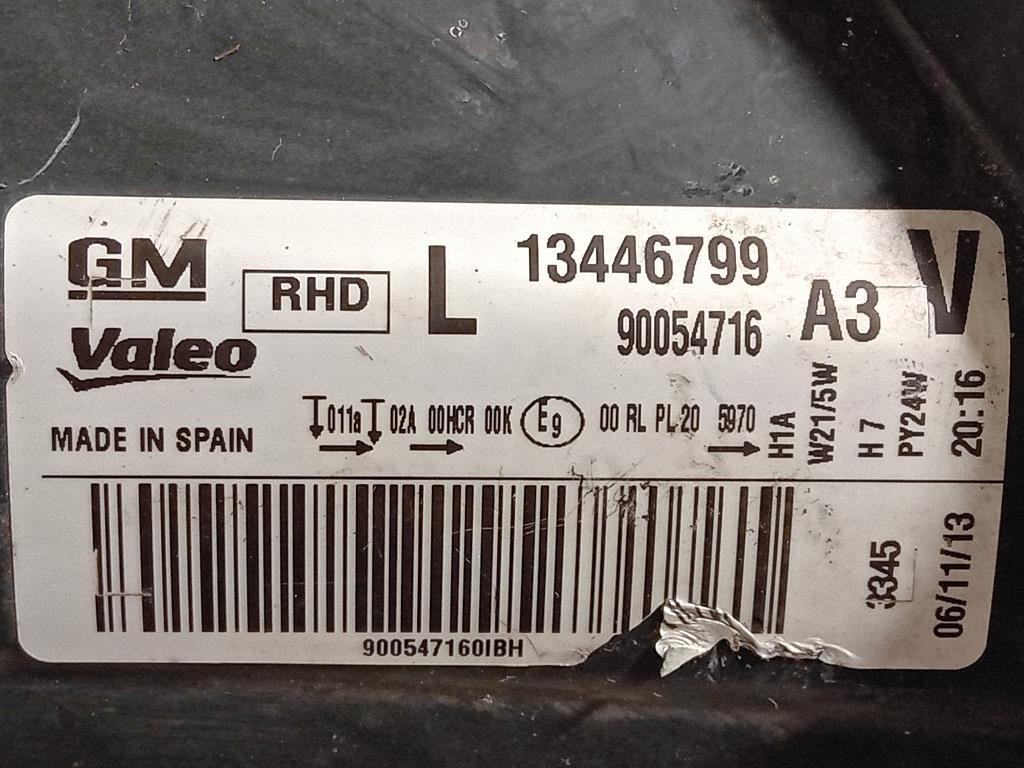 GM
RHD
L
13446799
90054716
A3
V
Valeo
MADE IN SPAIN
011a 02A 00HCR 00K E9 00 RL PL 20 5970
H1A
W21/5W
H 7
PY24W
20:16
900547160IBH
3345
06/11/13